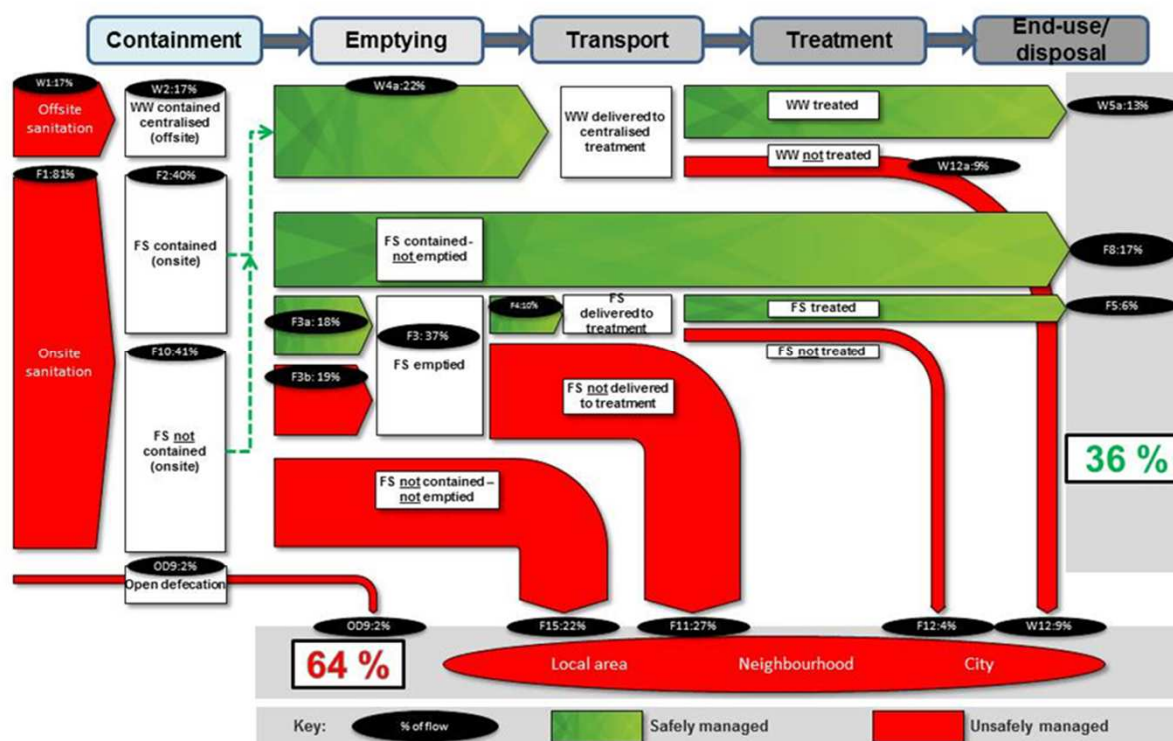 Containment
Emptying
Transport
Treatment
End-use/
disposal
W1:17%
Offsite
sanitation
W2:17%
WW contained
centralised
(offsite)
W4a:22%
WW delivered to
centralised
treatment
WW treated
W5a:13%
WW not treated
W12a:9%
F1:81%
Onsite
sanitation
F2:40%
FS contained
(onsite)
FS contained-
not emptied
F8:17%
F3a: 18%
F3: 37%
FS emptied
F3b: 19%
F4:10%
FS
delivered to
treatment
FS treated
F5:6%
FS not treated
F10:41%
FS not
contained
(onsite)
FS not delivered
to treatment
36 %
FS not contained –
not emptied
OD9:2%
Open defecation
OD9:2%
F15:22%
F11:27%
F12:4%
W12:9%
64 %
Local area
Neighbourhood
City
Key:
% of flow
Safely managed
Unsafely managed